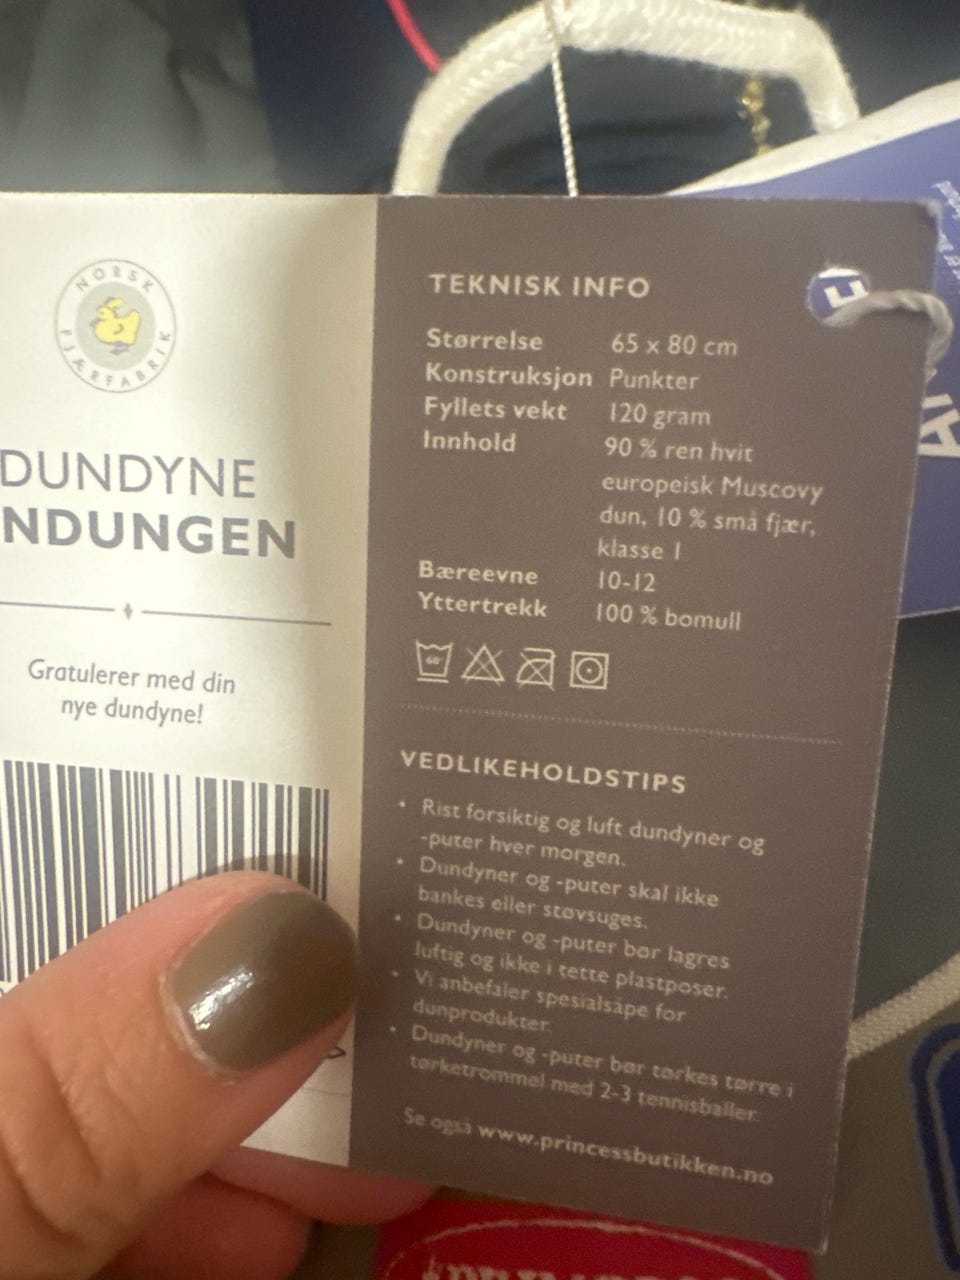 NORSK
FJÆRFABRIK
DUNDYNE
NDUNGEN
Gratulerer med din
nye dundyne!
TEKNISK INFO
Størrelse 65 x 80 cm
Konstruksjon Punkter
Fyllets vekt 120 gram
Innhold 90 % ren hvit
europeisk Muscovy
dun, 10 % små fjær,
klasse 1
Bæreevne 10-12
Yttertrekk 100 % bomull
60°
VEDLIKEHOLDSTIPS
• Rist forsiktig og luft dundyner og
-puter hver morgen.
• Dundyner og -puter skal ikke
bankes eller støvsuges.
• Dundyner og -puter bør lagres
luftig og ikke i tette plastposer.
• Vi anbefaler spesialsåpe for
dunprodukter.
• Dundyner og -puter bør tørkes tørre i
tørketrommel med 2-3 tennisballer.
Se også www.princessbutikken.no